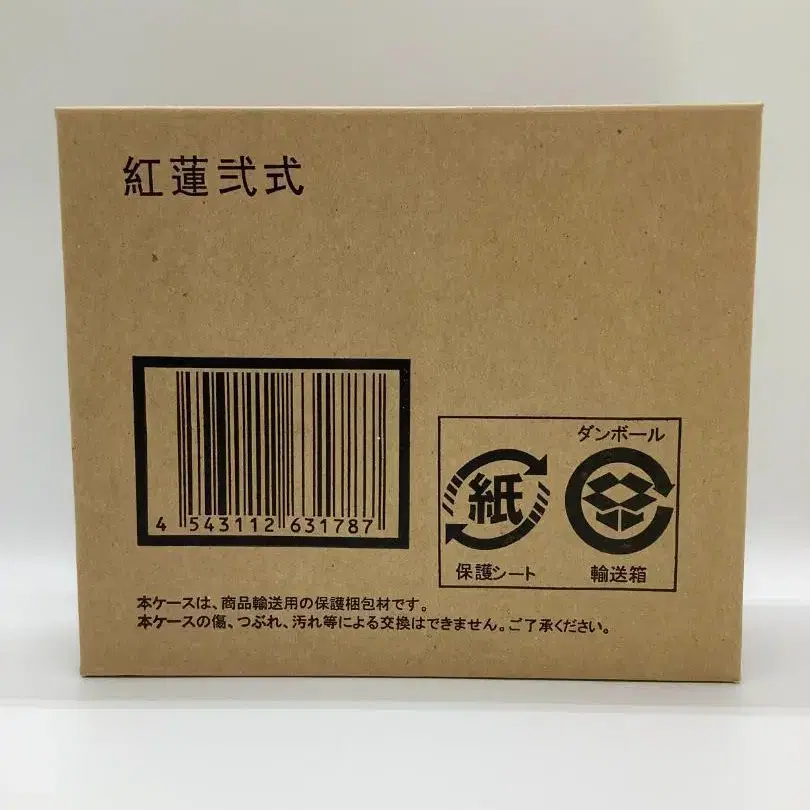 紅蓮弐式
4 543112 631787
ダンボール
紙
保護シート
輸送箱
本ケースは、商品輸送用の保護梱包材です。
本ケースの傷、つぶれ、汚れ等による交換はできません。ご了承ください。